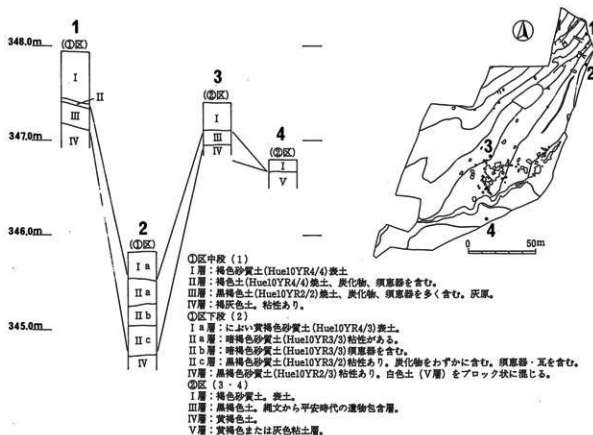 1
(①区)
348.0m
I
II
III
IV
347.0m
3
(②区)
I
III
IV
4
(②区)
I
V
346.0m
2
(①区)
I a
II a
II b
II c
IV
345.0m
1
2
3
4
0 50m
①区中段 (1)
I 層：褐色砂質土(Hue10YR4/4)表土
II層：褐色土(Hue10YR4/4)焼土、炭化物、須恵器を含む。
III層：黒褐色砂質土(Hue10YR2/2)焼土、炭化物、須恵器を多く含む。灰原。
IV層：褐灰色土。粘性あり
①区下段 (2)
I a層：にぶい黄褐色砂質土(Hue10YR4/3)表土。
II a層：暗褐色砂質土(Hue10YR3/3)粘性がある。
II b層：暗褐色砂質土(Hue10YR3/3)須恵器を含む。
II c層：黒褐色砂質土(Hue10YR3/2)粘性あり。炭化物をわずかに含む。須恵器・瓦を含む。
IV層：黒褐色砂質土(Hue10YR2/3)粘性あり。白色土（V層）をブロック状に混じる。
②区 (3・4)
I 層：褐色砂質土。表土。
III層：黒褐色土。縄文から平安時代の遺物包含層。
IV層：黄褐色土。
V層：黄褐色または灰色粘土層。